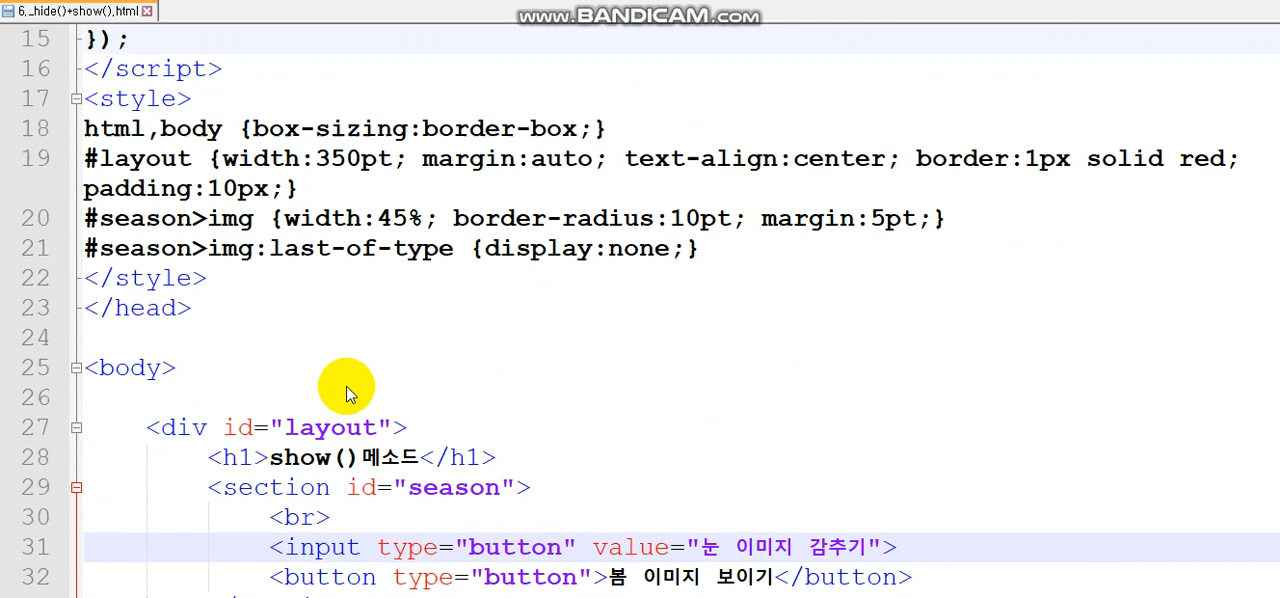 6,_hide()+show(),html
www.BANDICAM.com
15 });
16 </script>
17 <style>
18 html,body {box-sizing:border-box;}
19 #layout {width:350pt; margin:auto; text-align:center; border:1px solid red;
padding:10px;}
20 #season>img {width:45%; border-radius:10pt; margin:5pt;}
21 #season>img:last-of-type {display:none;}
22 </style>
23 </head>
24
25 <body>
26
27 <div id="layout">
28 <h1>show()메소드</h1>
29 <section id="season">
30 <br>
31 <input type="button" value="눈 이미지 감추기">
32 <button type="button">봄 이미지 보이기</button>